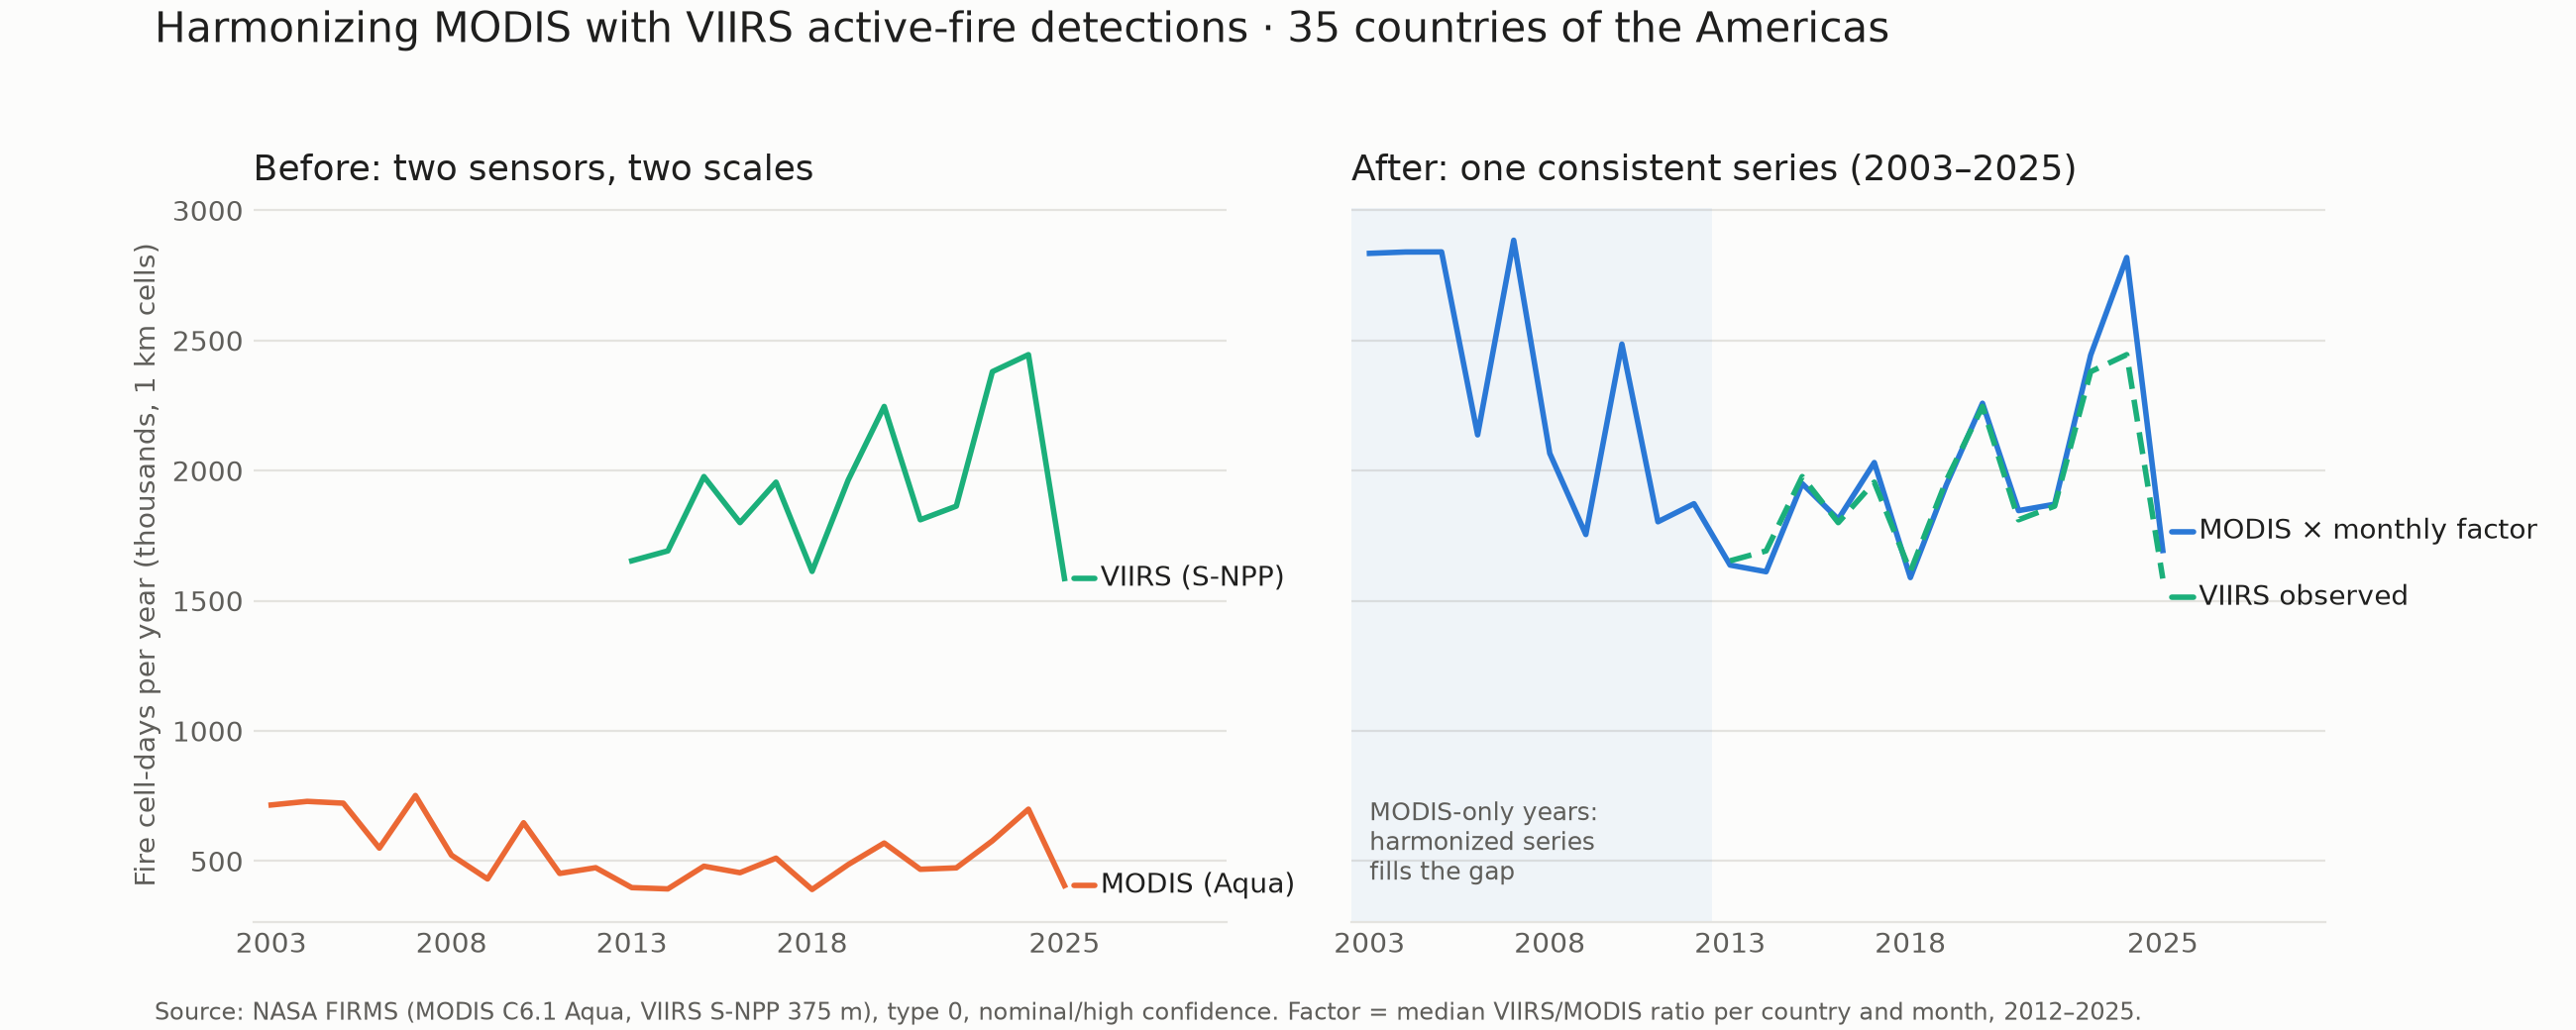 Harmonizing MODIS with VIIRS active-fire detections · 35 countries of the Americas
Before: two sensors, two scales
Fire cell-days per year (thousands, 1 km cells)
3000
2500
2000
1500
1000
500
VIIRS (S-NPP)
MODIS (Aqua)
2003
2008
2013
2018
2025
After: one consistent series (2003–2025)
MODIS × monthly factor
VIIRS observed
MODIS-only years:
harmonized series
fills the gap
2003
2008
2013
2018
2025
Source: NASA FIRMS (MODIS C6.1 Aqua, VIIRS S-NPP 375 m), type 0, nominal/high confidence. Factor = median VIIRS/MODIS ratio per country and month, 2012–2025.